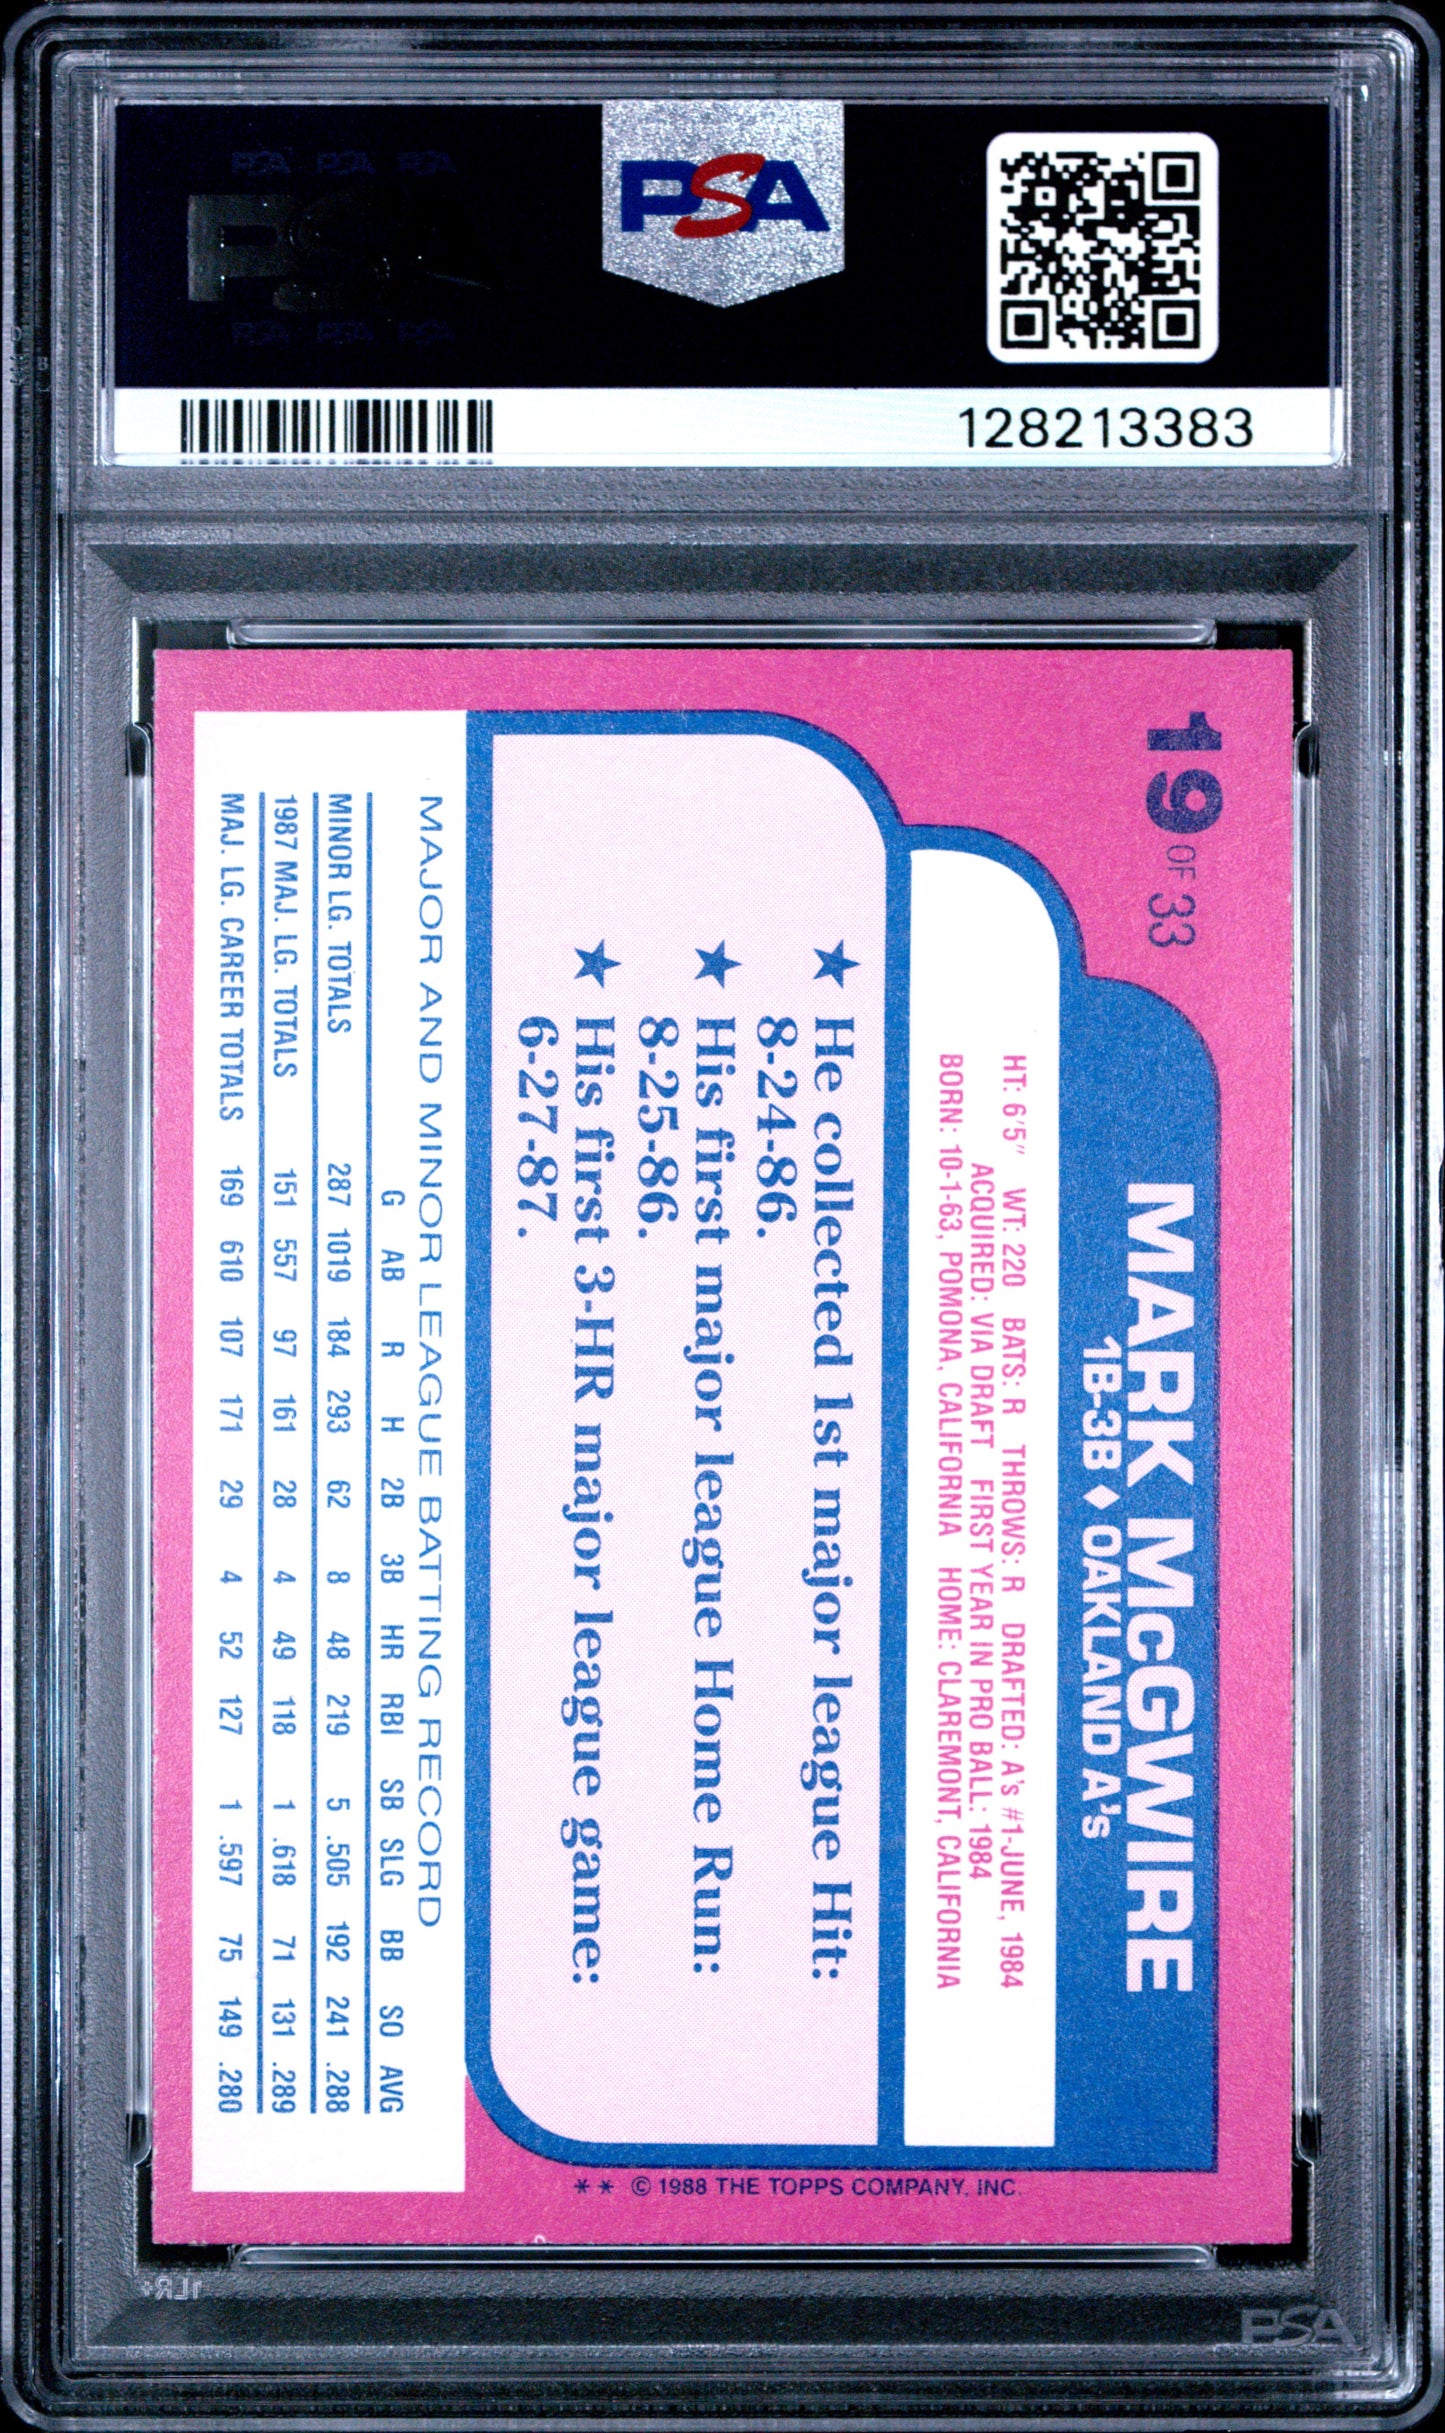 PSA PSA PSA
PSA
PSA PSA PSA
128213383
19 OF 33
MARK McGWIRE
1B-3B ♦ OAKLAND A's
HT: 6'5" WT: 220 BATS: R THROWS: R DRAFTED: A's #1-JUNE, 1984
ACQUIRED: VIA DRAFT FIRST YEAR IN PRO BALL: 1984
BORN: 10-1-63, POMONA, CALIFORNIA HOME: CLAREMONT, CALIFORNIA
★ He collected 1st major league Hit:
8-24-86.
★ His first major league Home Run:
8-25-86.
★ His first 3-HR major league game:
6-27-87.
MAJOR AND MINOR LEAGUE BATTING RECORD
G AB R H 2B 3B HR RBI SB SLG BB SO AVG
MINOR LG. TOTALS 287 1019 184 293 62 8 48 219 5 .505 192 241 .288
1987 MAJ. LG. TOTALS 151 557 97 161 28 4 49 118 1 .618 71 131 .289
MAJ. LG. CAREER TOTALS 169 610 107 171 29 4 52 127 1 .597 75 149 .280
** © 1988 THE TOPPS COMPANY, INC.
PSA